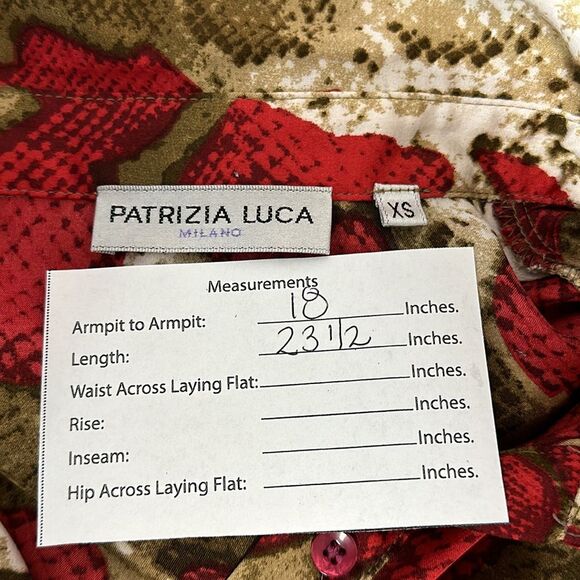 PATRIZIA LUCA
MILANO
XS
Measurements
Armpit to Armpit: 18 Inches.
Length: 23 1/2 Inches.
Waist Across Laying Flat: Inches.
Rise: Inches.
Inseam: Inches.
Hip Across Laying Flat: Inches.